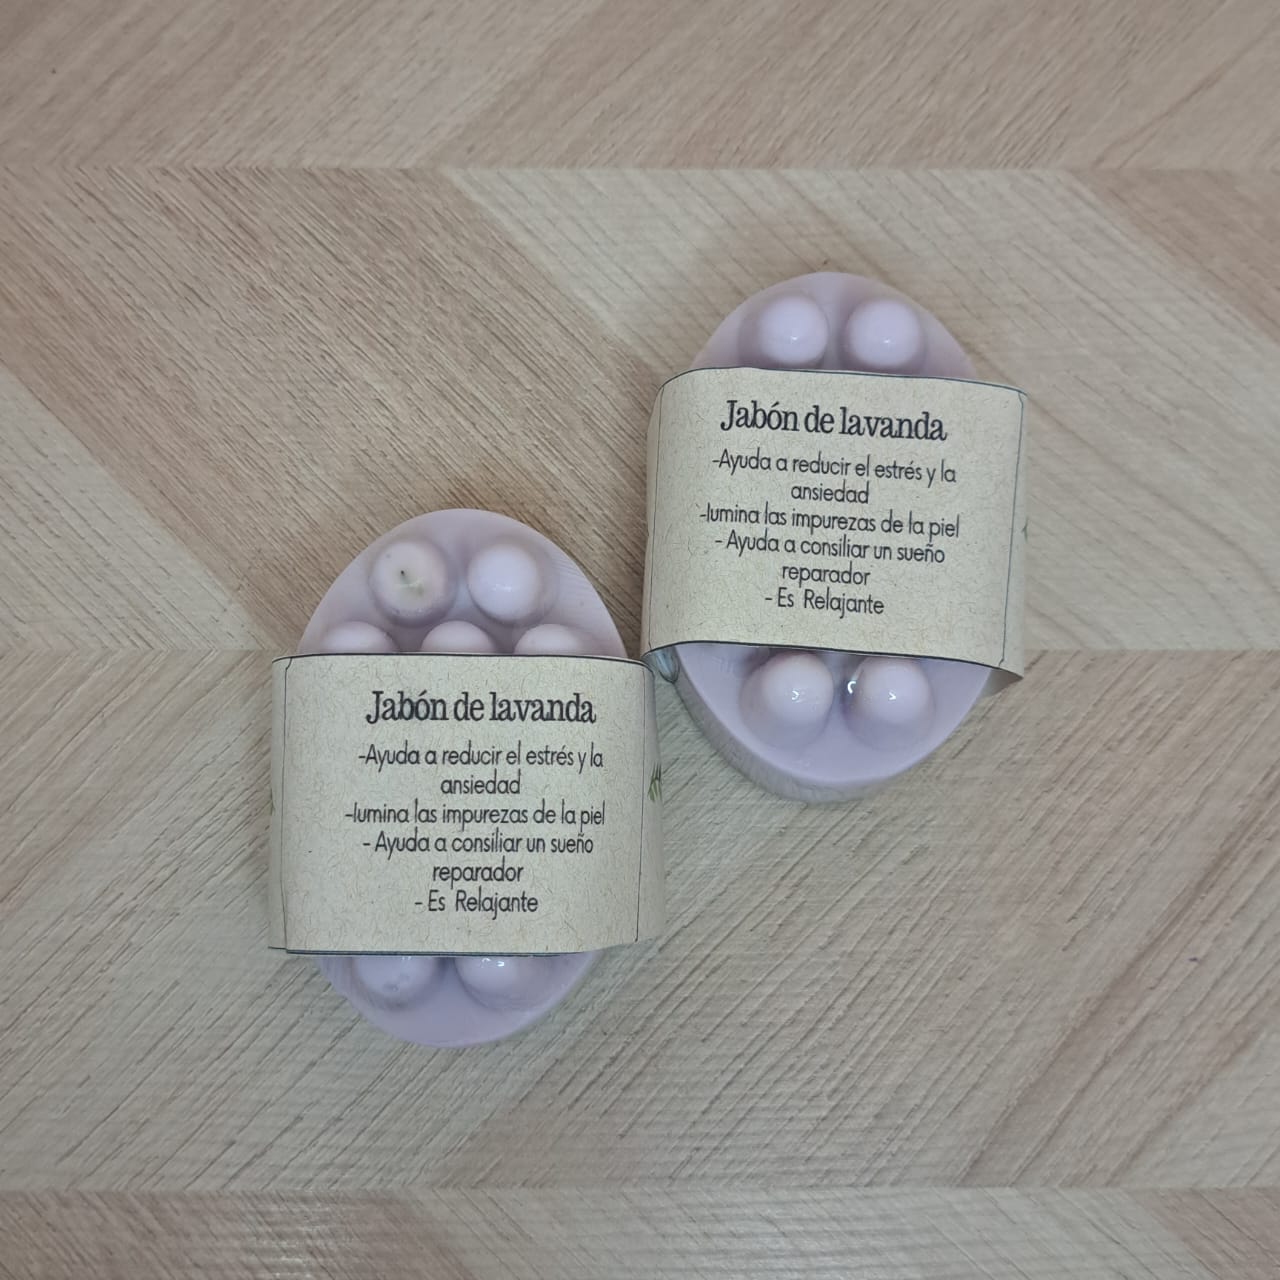 Jabón de lavanda
-Ayuda a reducir el estrés y la
ansiedad
-lumina las impurezas de la piel
- Ayuda a consiliar un sueño
reparador
- Es Relajante
Jabón de lavanda
-Ayuda a reducir el estrés y la
ansiedad
-lumina las impurezas de la piel
- Ayuda a consiliar un sueño
reparador
- Es Relajante